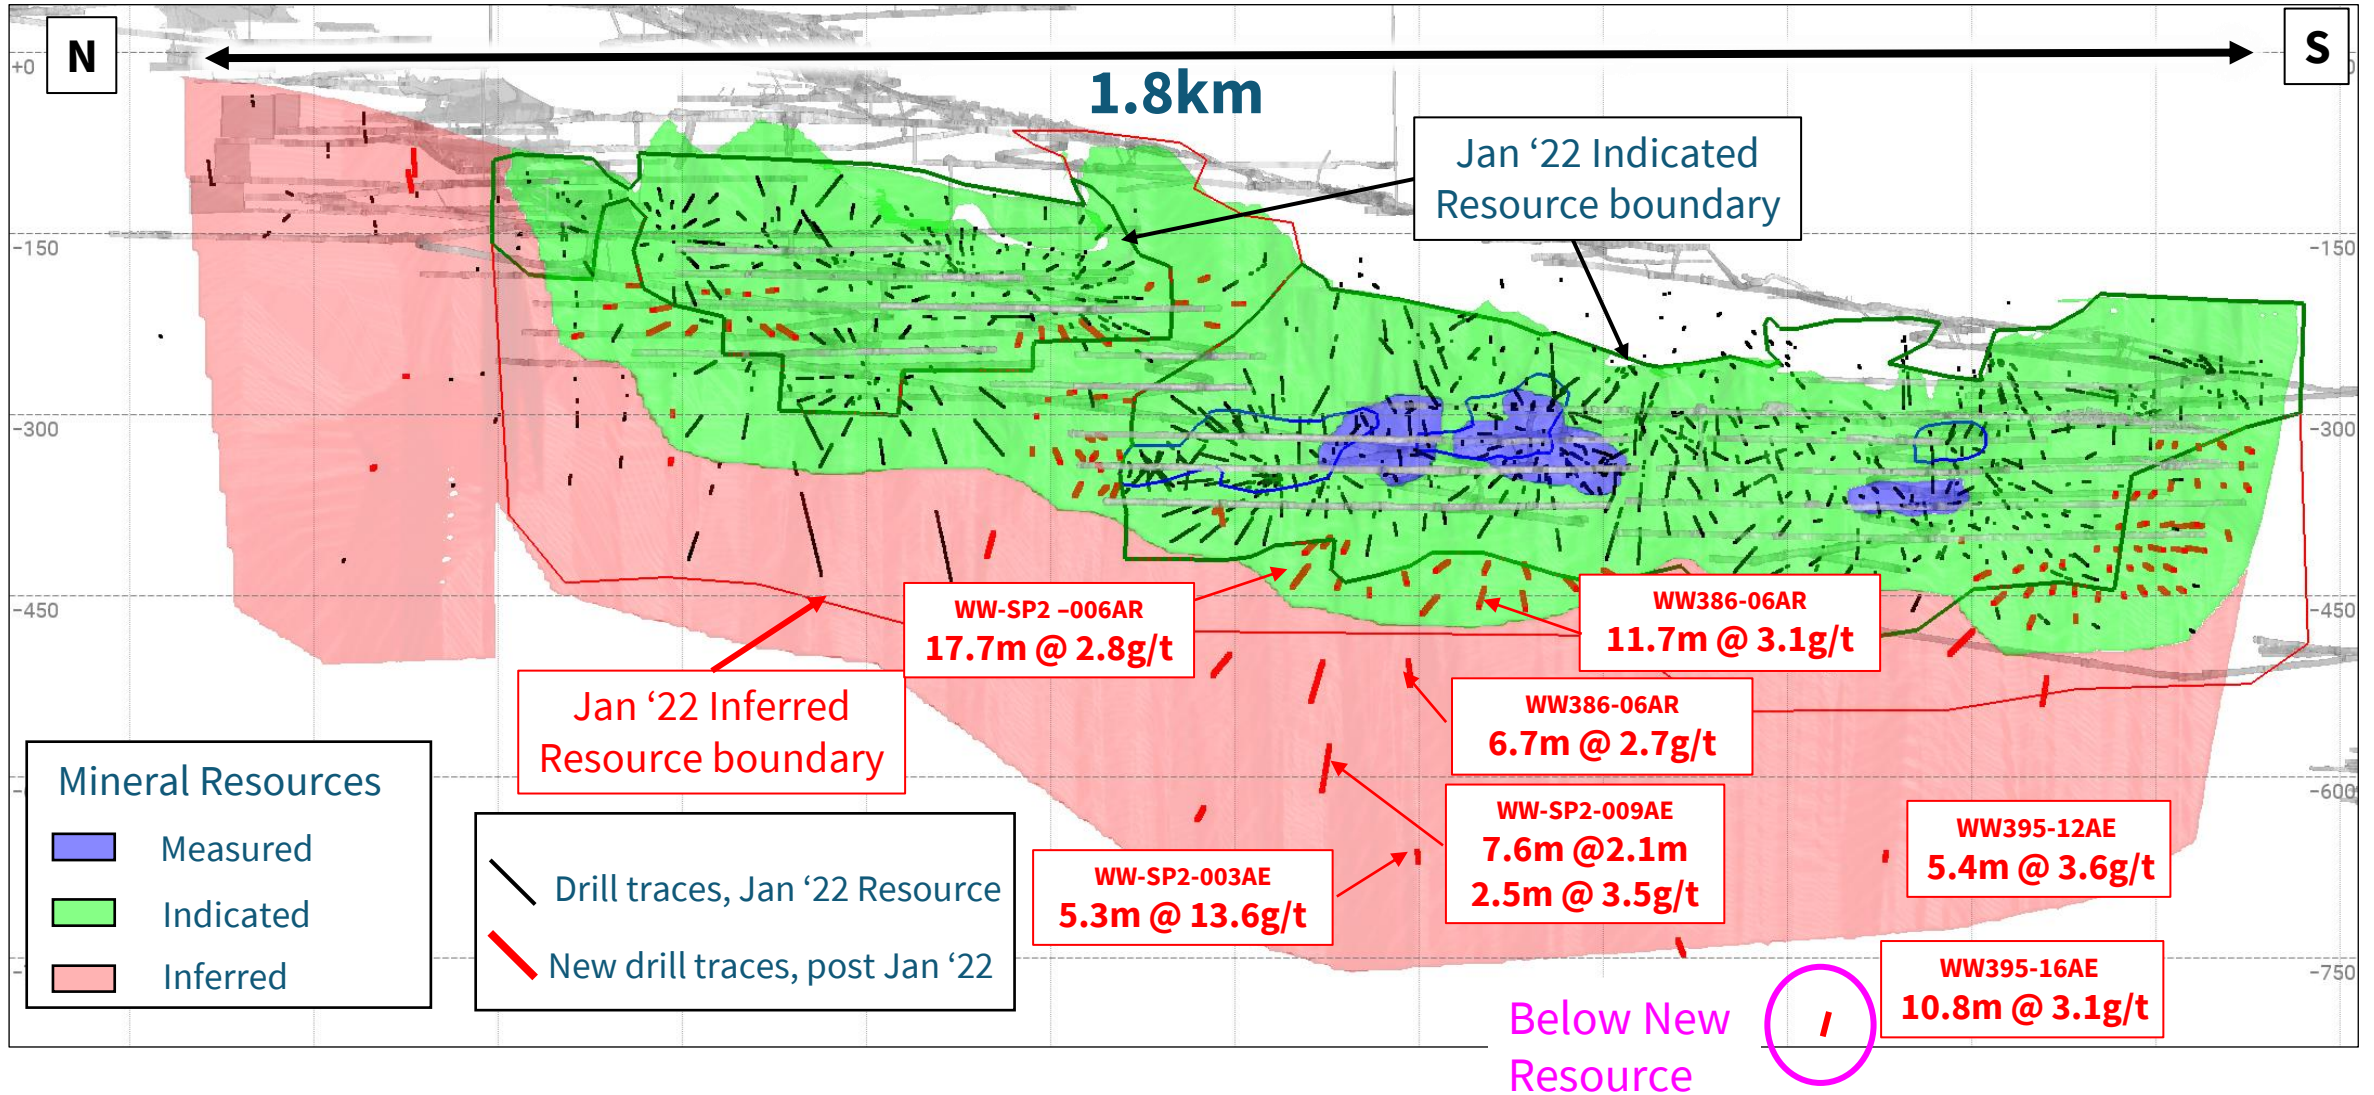 N
S
1.8km
+0
Jan ‘22 Indicated
Resource boundary
-150
-150
-300
-300
-450
-450
WW-SP2 –006AR
17.7m @ 2.8g/t
WW386-06AR
11.7m @ 3.1g/t
Jan ‘22 Inferred
Resource boundary
WW386-06AR
6.7m @ 2.7g/t
Mineral Resources
Measured
Indicated
Inferred
Drill traces, Jan ‘22 Resource
New drill traces, post Jan ‘22
-600
WW-SP2-009AE
7.6m @2.1m
2.5m @ 3.5g/t
WW395-12AE
5.4m @ 3.6g/t
WW-SP2-003AE
5.3m @ 13.6g/t
-750
WW395-16AE
10.8m @ 3.1g/t
Below New
Resource